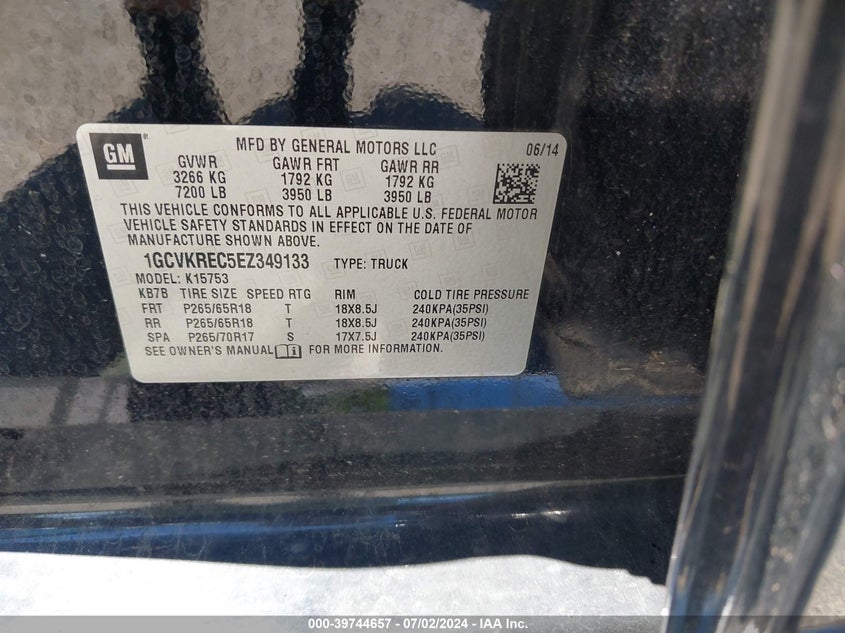 GM
MFD BY GENERAL MOTORS LLC
06/14
GVWR GAWR FRT GAWR RR
3266 KG 1792 KG 1792 KG
7200 LB 3950 LB 3950 LB
THIS VEHICLE CONFORMS TO ALL APPLICABLE U.S. FEDERAL MOTOR
VEHICLE SAFETY STANDARDS IN EFFECT ON THE DATE OF
MANUFACTURE SHOWN ABOVE.
1GCVKREC5EZ349133 TYPE: TRUCK
MODEL: K15753
KB7B TIRE SIZE SPEED RTG RIM COLD TIRE PRESSURE
FRT P265/65R18 T 18X8.5J 240KPA(35PSI)
RR P265/65R18 T 18X8.5J 240KPA(35PSI)
SPA P265/70R17 S 17X7.5J 240KPA(35PSI)
SEE OWNER'S MANUAL FOR MORE INFORMATION.
000-39744657 - 07/02/2024 - IAA Inc.